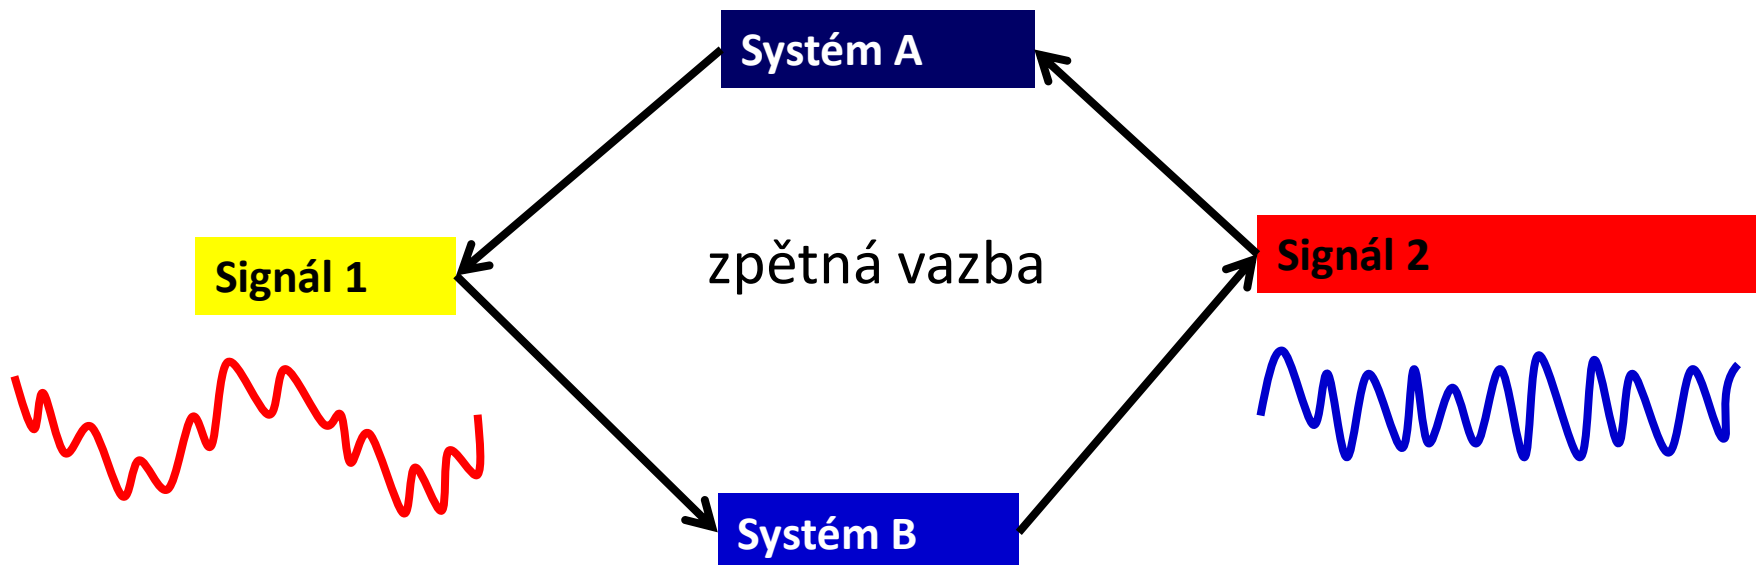 Systém A
Signál 1
zpětná vazba
Signál 2
Systém B